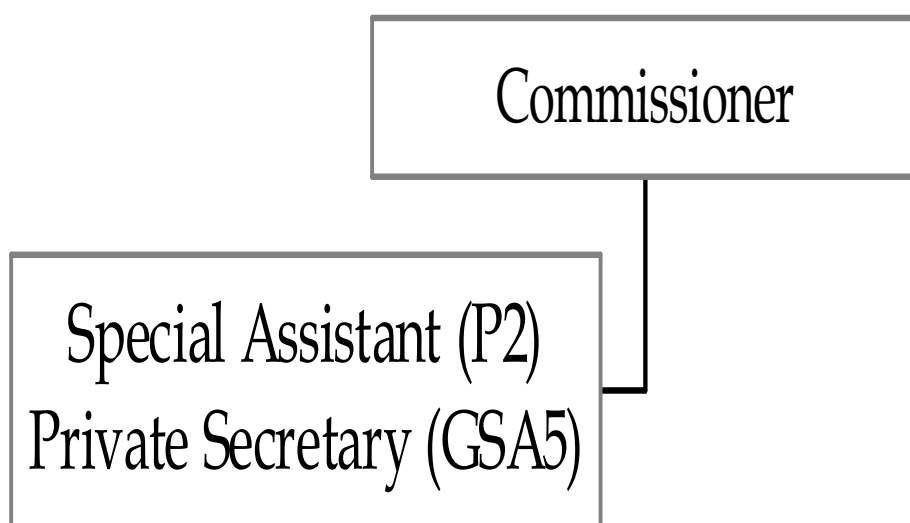 Commissioner
Special Assistant (P2)
Private Secretary (GSA5)